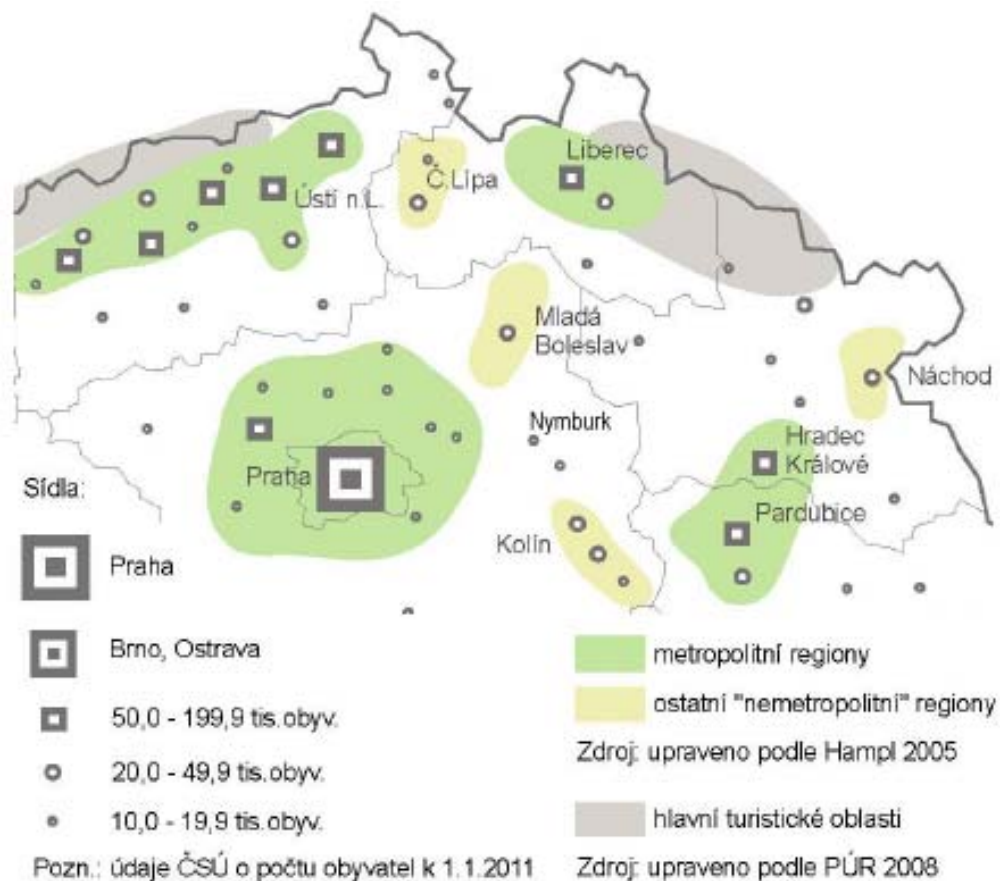 Liberec
Č.Lípa
Ústí n.L.
Mladá
Boleslav
Náchod
Nymburk
Hradec
Králové
Praha
Sídla:
Pardubice
Kolín
Praha
Brno, Ostrava
50,0 - 199,9 tis.obyv.
20,0 - 49,9 tis.obyv.
10,0 - 19,9 tis.obyv.
Pozn.: údaje ČSÚ o počtu obyvatel k 1.1.2011
metropolitní regiony
ostatní "nemetropolitní" regiony
Zdroj: upraveno podle Hampl 2005
hlavní turistické oblasti
Zdroj: upraveno podle PÚR 2008